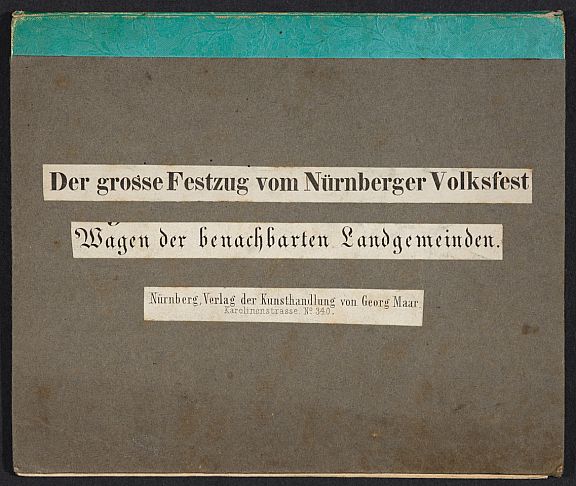 Der grosse Festzug vom Nürnberger Volksfest
Wagen der benachbarten Landgemeinden.
Nürnberg, Verlag der Kunsthandlung von Georg Maar
Karolinenstrasse. No 340.